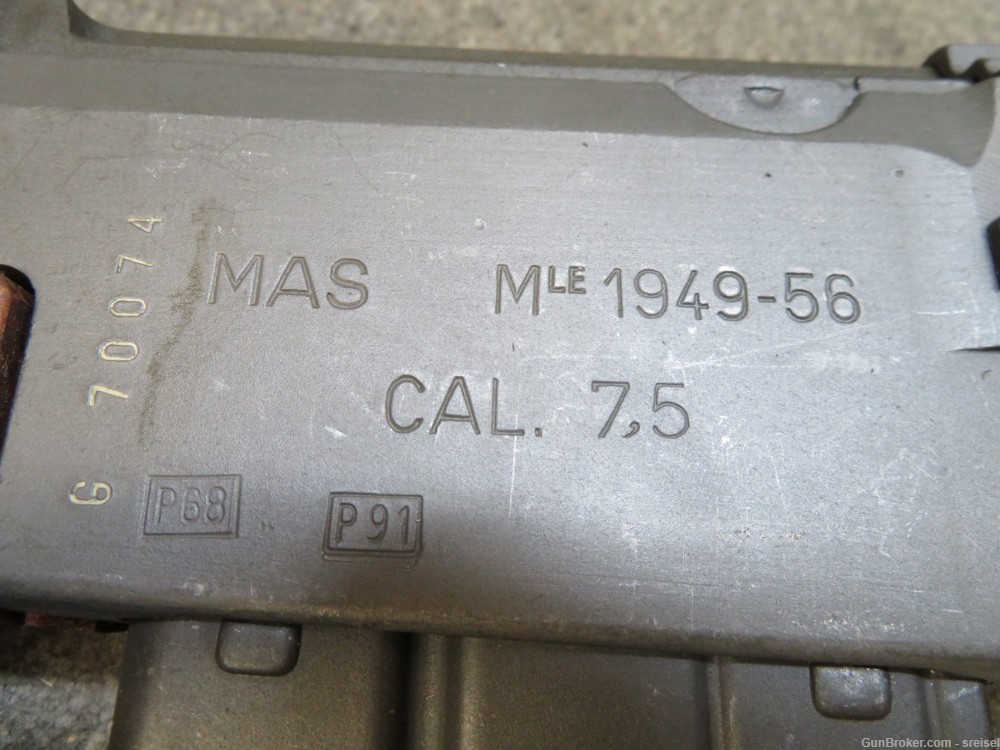 MAS MLE 1949-56
CAL. 7,5
G 70074
P68
P91
GunBroker.com - sreisel